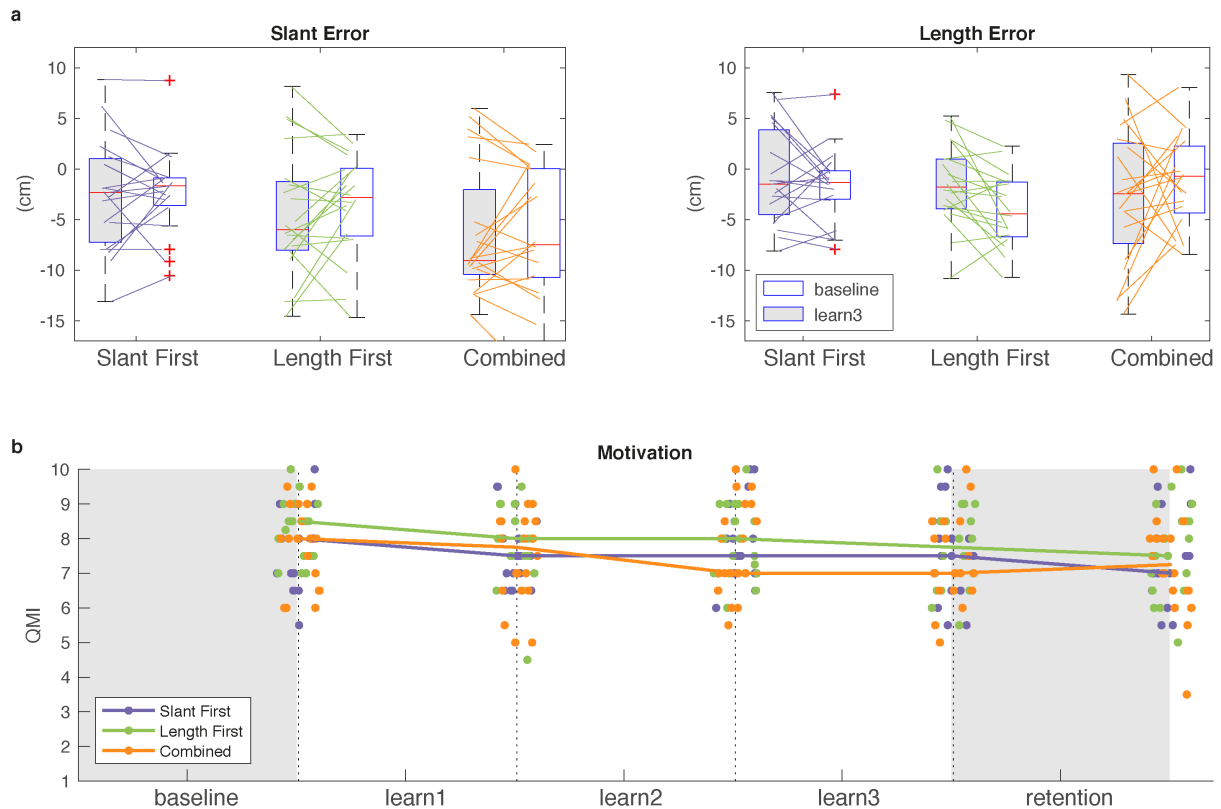 a
Slant Error
Length Error
10
5
0
-5
-10
-15
(cm)
Slant First
Length First
Combined
10
5
0
-5
-10
-15
(cm)
baseline
learn3
Slant First
Length First
Combined
b
Motivation
10
9
8
7
6
5
4
3
2
1
QMI
Slant First
Length First
Combined
baseline
learn1
learn2
learn3
retention